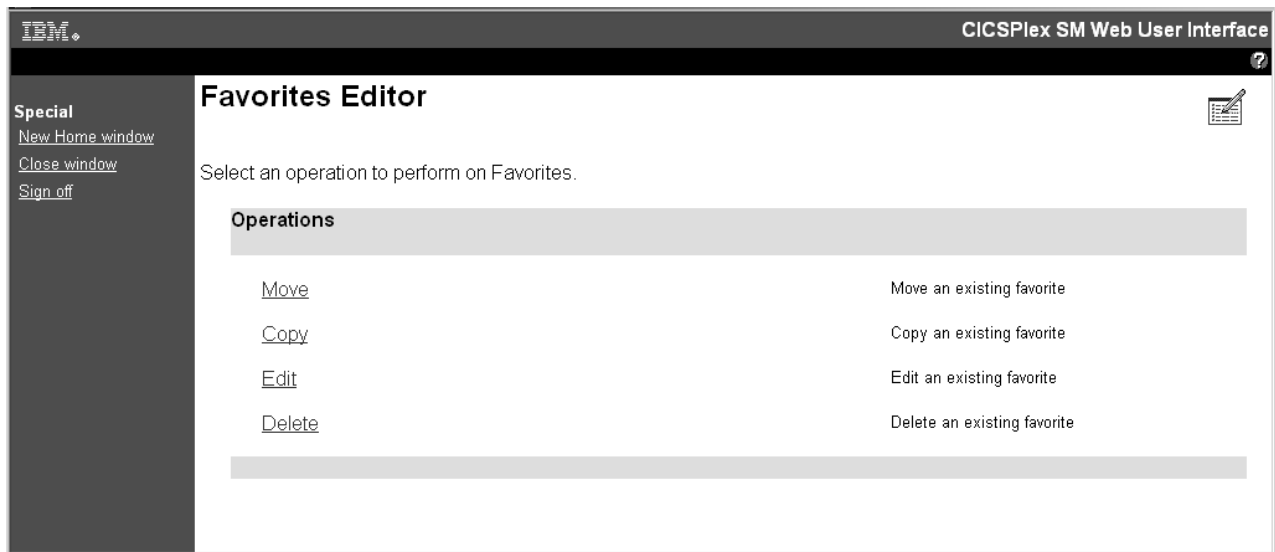 IBM.
CICSPlex SM Web User Interface
?
Special
New Home window
Close window
Sign off
Favorites Editor
Select an operation to perform on Favorites.
Operations
Move Move an existing favorite
Copy Copy an existing favorite
Edit Edit an existing favorite
Delete Delete an existing favorite